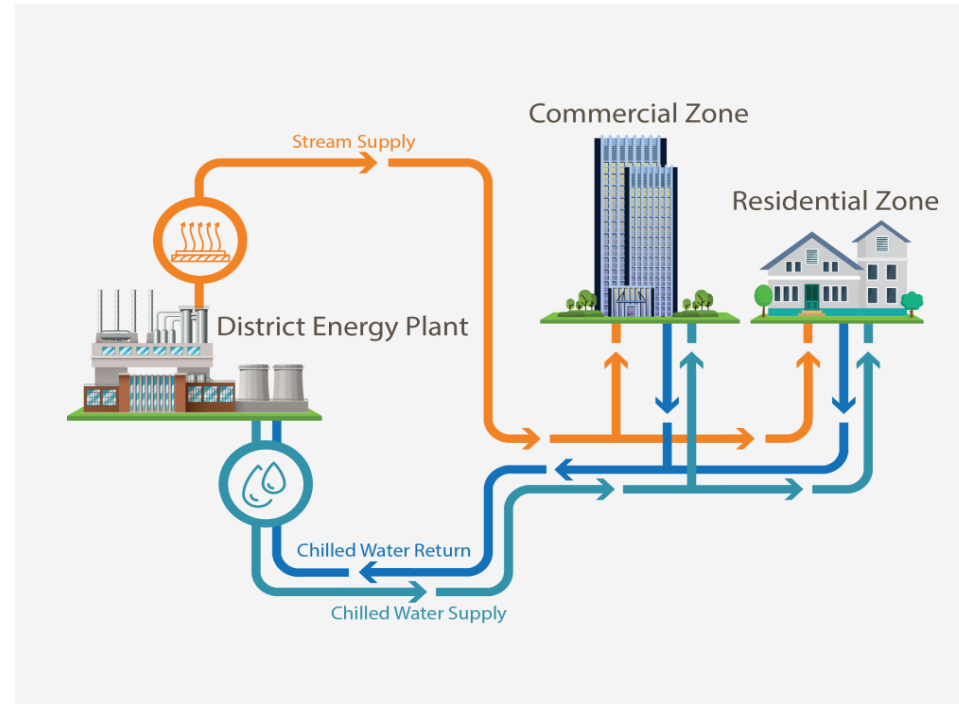 Commercial Zone
Stream Supply
Residential Zone
District Energy Plant
Chilled Water Return
Chilled Water Supply